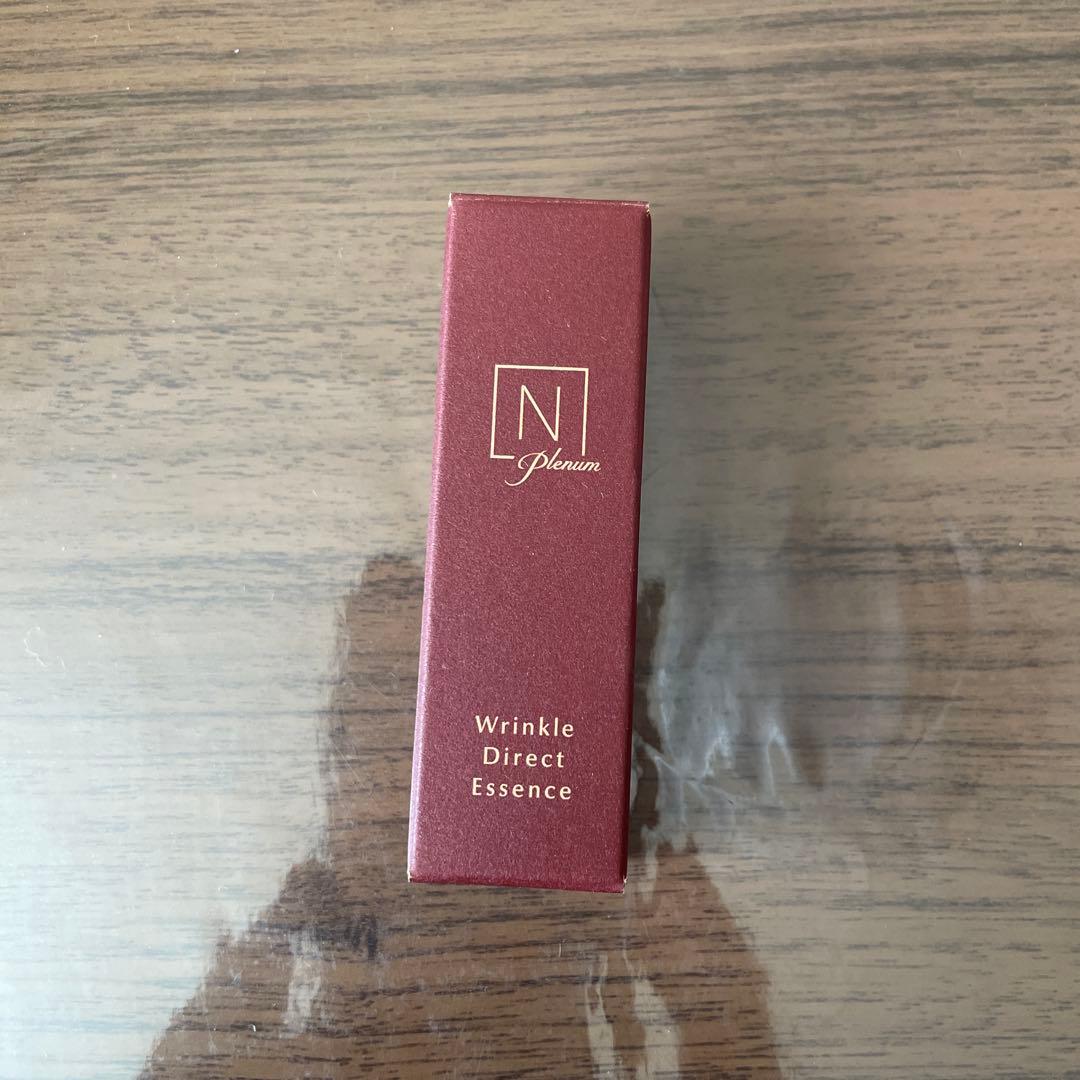 N
Plenum
Wrinkle
Direct
Essence